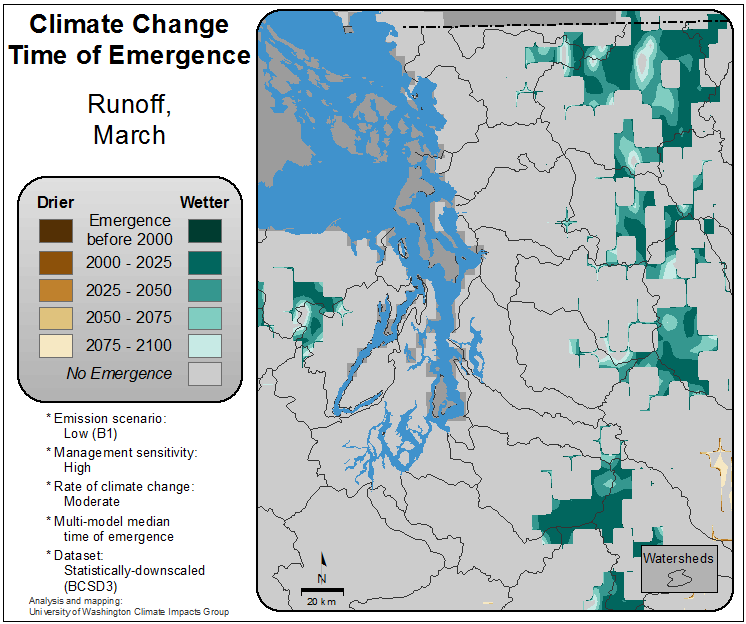 Climate Change
Time of Emergence
Runoff,
March
Drier Wetter
Emergence
before 2000
2000 - 2025
2025 - 2050
2050 - 2075
2075 - 2100
No Emergence
* Emission scenario:
Low (B1)
* Management sensitivity:
High
* Rate of climate change:
Moderate
* Multi-model median
time of emergence
* Dataset:
Statistically-downscaled
(BCSD3)
Analysis and mapping:
University of Washington Climate Impacts Group
N
20 km
Watersheds